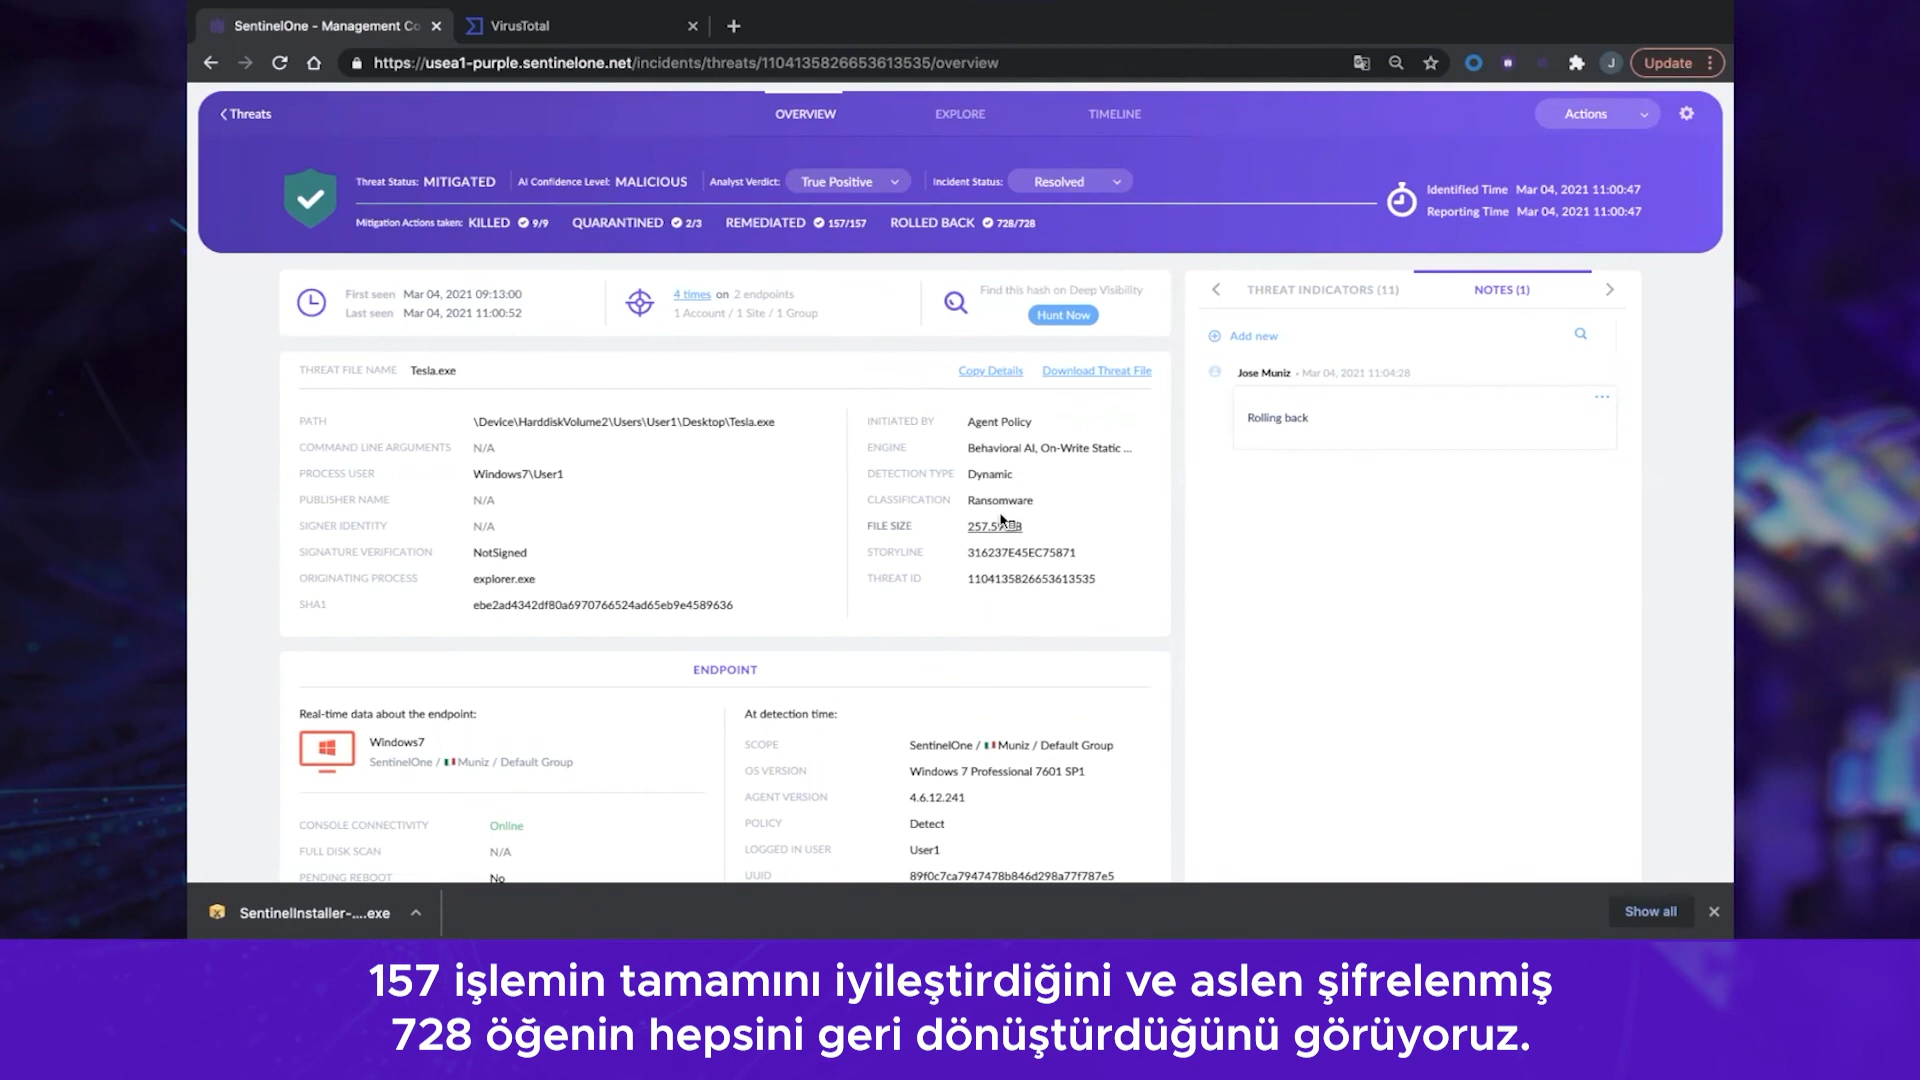 SentinelOne - Management Co
VirusTotal
https://usea1-purple.sentinelone.net/incidents/threats/1104135826653613535/overview
J
Update
Threats
OVERVIEW
EXPLORE
TIMELINE
Actions
Threat Status: MITIGATED
AI Confidence Level: MALICIOUS
Analyst Verdict: True Positive
Incident Status: Resolved
Mitigation Actions taken: KILLED 9/9 QUARANTINED 2/3 REMEDIATED 157/157 ROLLED BACK 728/728
Identified Time Mar 04, 2021 11:00:47
Reporting Time Mar 04, 2021 11:00:47
First seen Mar 04, 2021 09:13:00
Last seen Mar 04, 2021 11:00:52
4 times on 2 endpoints
1 Account / 1 Site / 1 Group
Find this hash on Deep Visibility
Hunt Now
THREAT FILE NAME Tesla.exe
Copy Details
Download Threat File
PATH \Device\HarddiskVolume2\Users\User1\Desktop\Tesla.exe
COMMAND LINE ARGUMENTS N/A
PROCESS USER Windows7\User1
PUBLISHER NAME N/A
SIGNER IDENTITY N/A
SIGNATURE VERIFICATION NotSigned
ORIGINATING PROCESS explorer.exe
SHA1 ebe2ad4342df80a6970766524ad65eb9e4589636
INITIATED BY Agent Policy
ENGINE Behavioral AI, On-Write Static ...
DETECTION TYPE Dynamic
CLASSIFICATION Ransomware
FILE SIZE
STORYLINE 316237E45EC75871
THREAT ID 1104135826653613535
THREAT INDICATORS (11)
NOTES (1)
Add new
Jose Muniz • Mar 04, 2021 11:04:28
Rolling back
ENDPOINT
Real-time data about the endpoint:
Windows7
SentinelOne / Muniz / Default Group
CONSOLE CONNECTIVITY Online
FULL DISK SCAN N/A
PENDING REBOOT No
At detection time:
SCOPE SentinelOne / Muniz / Default Group
OS VERSION Windows 7 Professional 7601 SP1
AGENT VERSION 4.6.12.241
POLICY Detect
LOGGED IN USER User1
UUID 89f0c7ca7947478b846d298a77f787e5
SentinelInstaller-....exe
Show all
157 işlemin tamamını iyileştirdiğini ve aslen şifrelenmiş
728 öğenin hepsini geri dönüştürdüğünü görüyoruz.